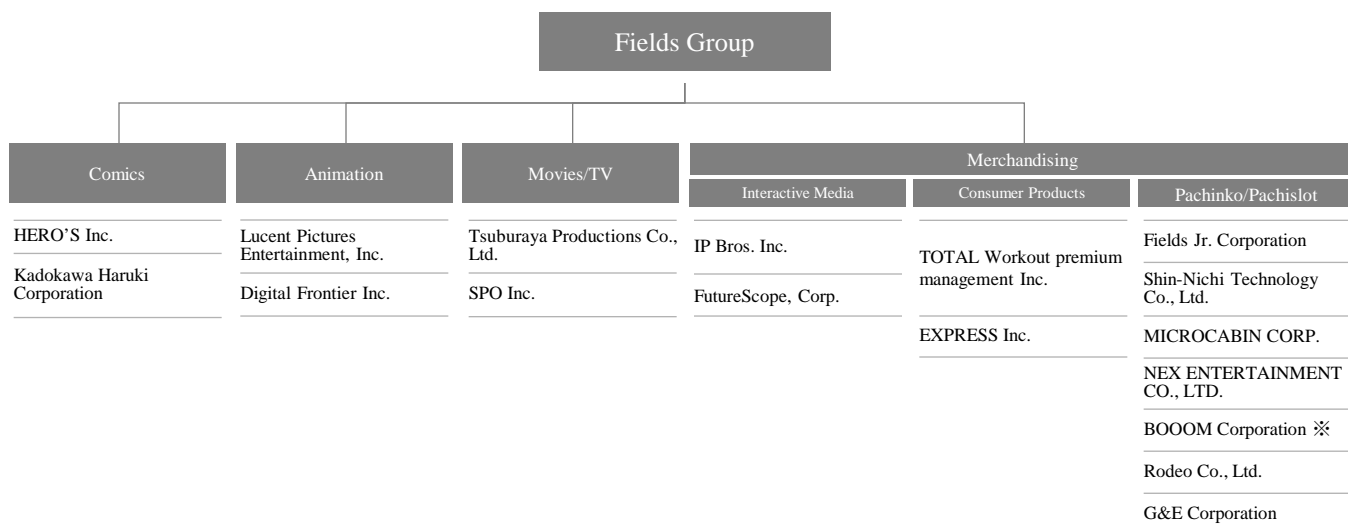 Fields Group
Comics
Animation
Movies/TV
Merchandising
Interactive Media
Consumer Products
Pachinko/Pachislot
HERO’S Inc.
Kadokawa Haruki
Corporation
Lucent Pictures
Entertainment, Inc.
Digital Frontier Inc.
Tsuburaya Productions Co.,
Ltd.
SPO Inc.
IP Bros. Inc.
FutureScope, Corp.
TOTAL Workout premium
management Inc.
EXPRESS Inc.
Fields Jr. Corporation
Shin-Nichi Technology
Co., Ltd.
MICROCABIN CORP.
NEX ENTERTAINMENT
CO., LTD.
BOOOM Corporation ※
Rodeo Co., Ltd.
G&E Corporation